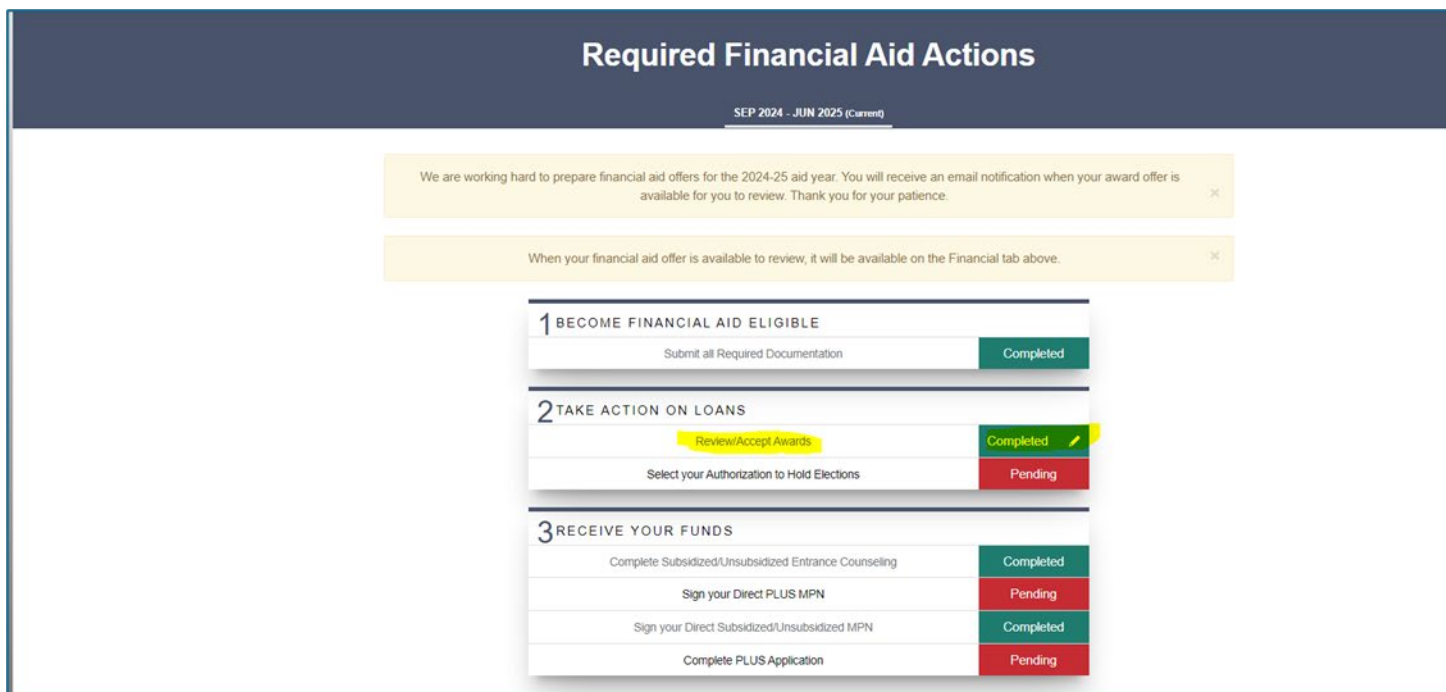 Required Financial Aid Actions
SEP 2024 - JUN 2025 (Current)
We are working hard to prepare financial aid offers for the 2024-25 aid year. You will receive an email notification when your award offer is
available for you to review. Thank you for your patience.
×
When your financial aid offer is available to review, it will be available on the Financial tab above.
×
1 BECOME FINANCIAL AID ELIGIBLE
Submit all Required Documentation Completed
2 TAKE ACTION ON LOANS
Review/Accept Awards Completed
Select your Authorization to Hold Elections Pending
3 RECEIVE YOUR FUNDS
Complete Subsidized/Unsubsidized Entrance Counseling Completed
Sign your Direct PLUS MPN Pending
Sign your Direct Subsidized/Unsubsidized MPN Completed
Complete PLUS Application Pending